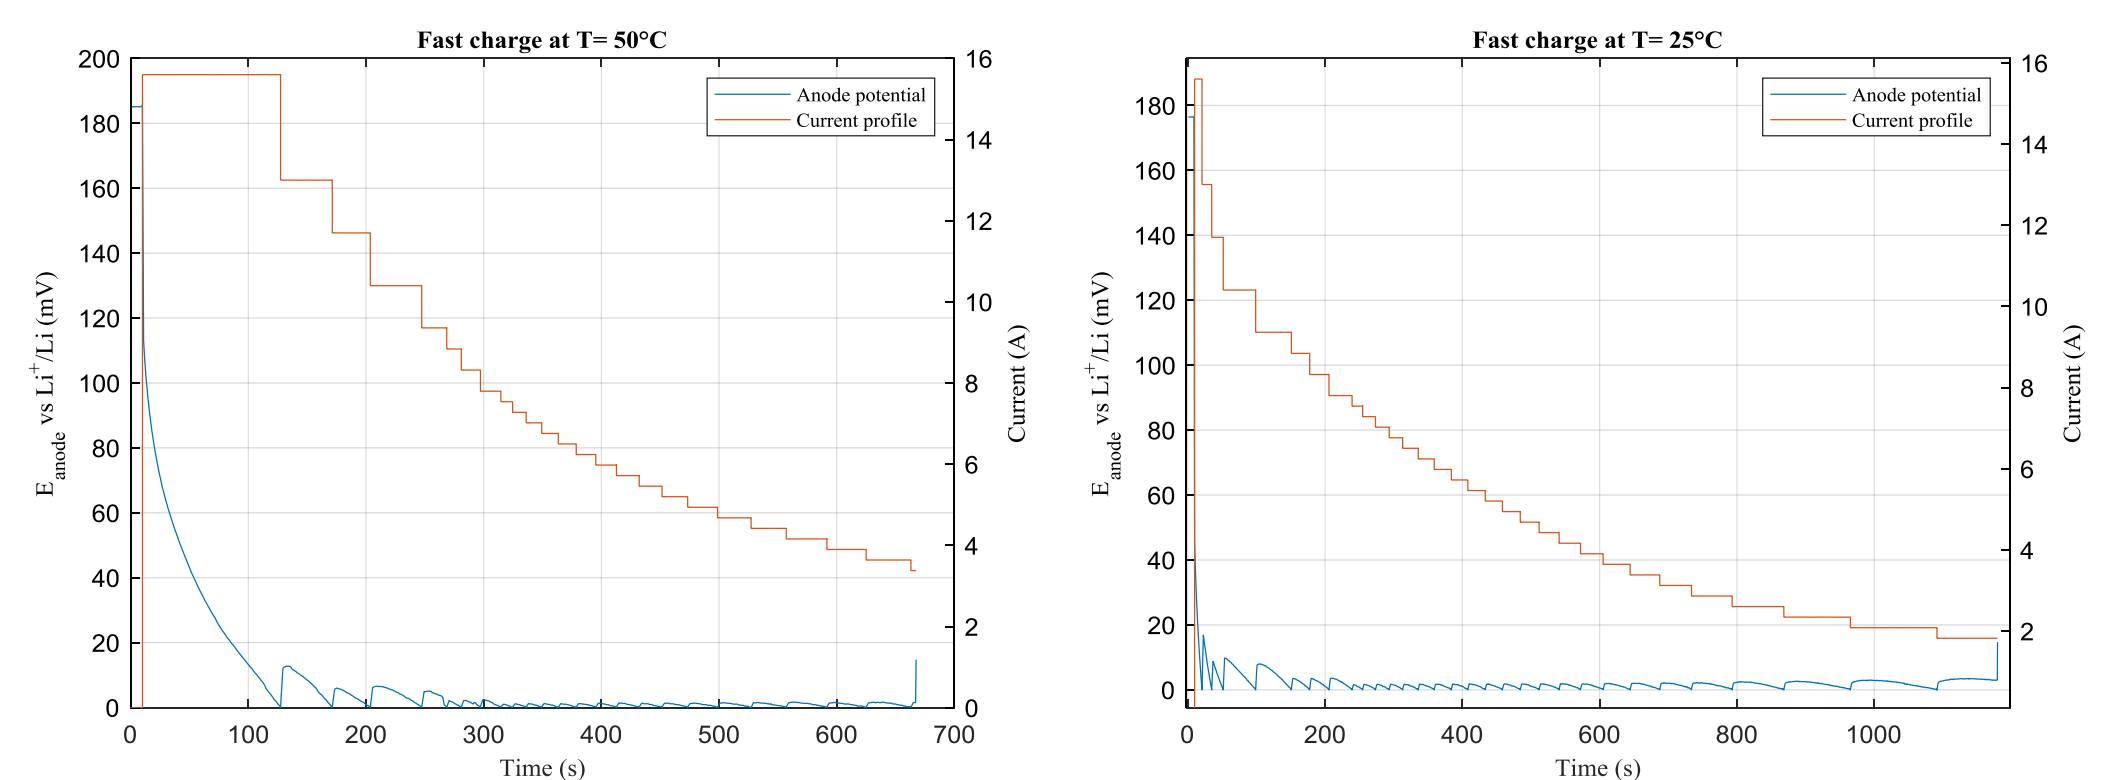 Fast charge at T= 50°C
200
180
160
140
120
100
80
60
40
20
0
E_anode vs Li⁺/Li (mV)
16
14
12
10
8
6
4
2
0
Current (A)
Anode potential
Current profile
0 100 200 300 400 500 600 700
Time (s)
Fast charge at T= 25°C
180
160
140
120
100
80
60
40
20
0
E_anode vs Li⁺/Li (mV)
16
14
12
10
8
6
4
2
Current (A)
Anode potential
Current profile
0 200 400 600 800 1000
Time (s)